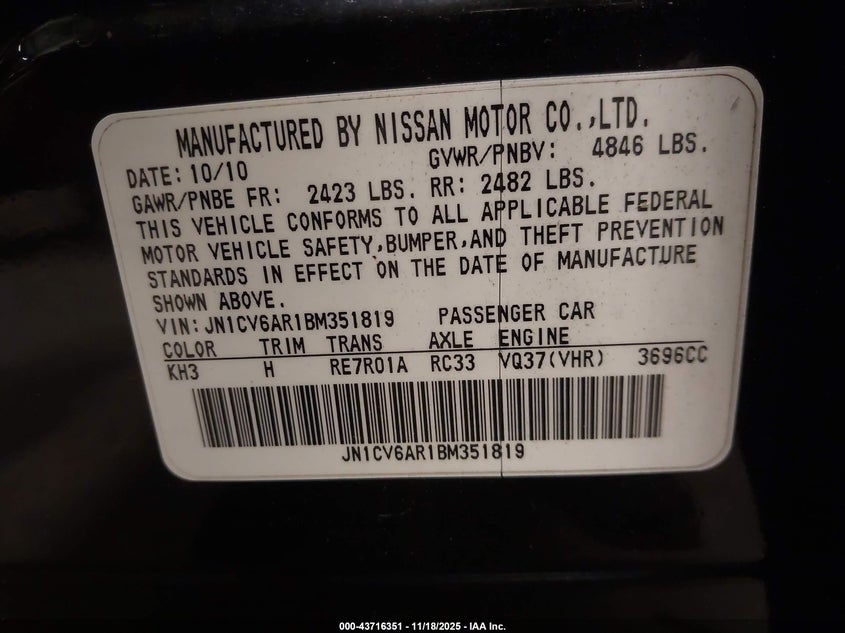 MANUFACTURED BY NISSAN MOTOR CO.,LTD.
DATE: 10/10 GVWR/PNBV: 4846 LBS.
GAWR/PNBE FR: 2423 LBS. RR: 2482 LBS.
THIS VEHICLE CONFORMS TO ALL APPLICABLE FEDERAL
MOTOR VEHICLE SAFETY,BUMPER,AND THEFT PREVENTION
STANDARDS IN EFFECT ON THE DATE OF MANUFACTURE
SHOWN ABOVE.
VIN: JN1CV6AR1BM351819 PASSENGER CAR
COLOR TRIM TRANS AXLE ENGINE
KH3 H RE7R01A RC33 VQ37(VHR) 3696CC
JN1CV6AR1BM351819
000-43716351 — 11/18/2025 - IAA Inc.